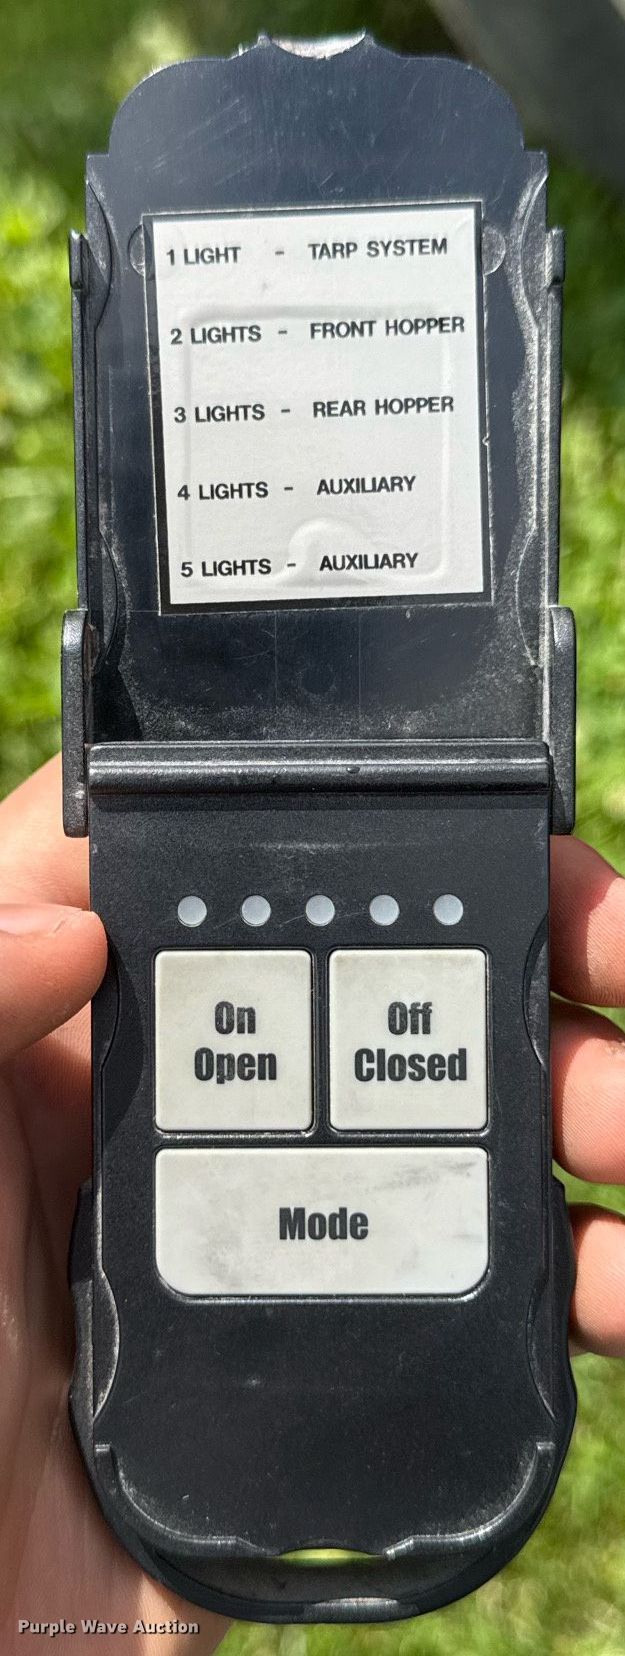 1 LIGHT - TARP SYSTEM
2 LIGHTS - FRONT HOPPER
3 LIGHTS - REAR HOPPER
4 LIGHTS - AUXILIARY
5 LIGHTS - AUXILIARY
On
Open
Off
Closed
Mode
Purple Wave Auction